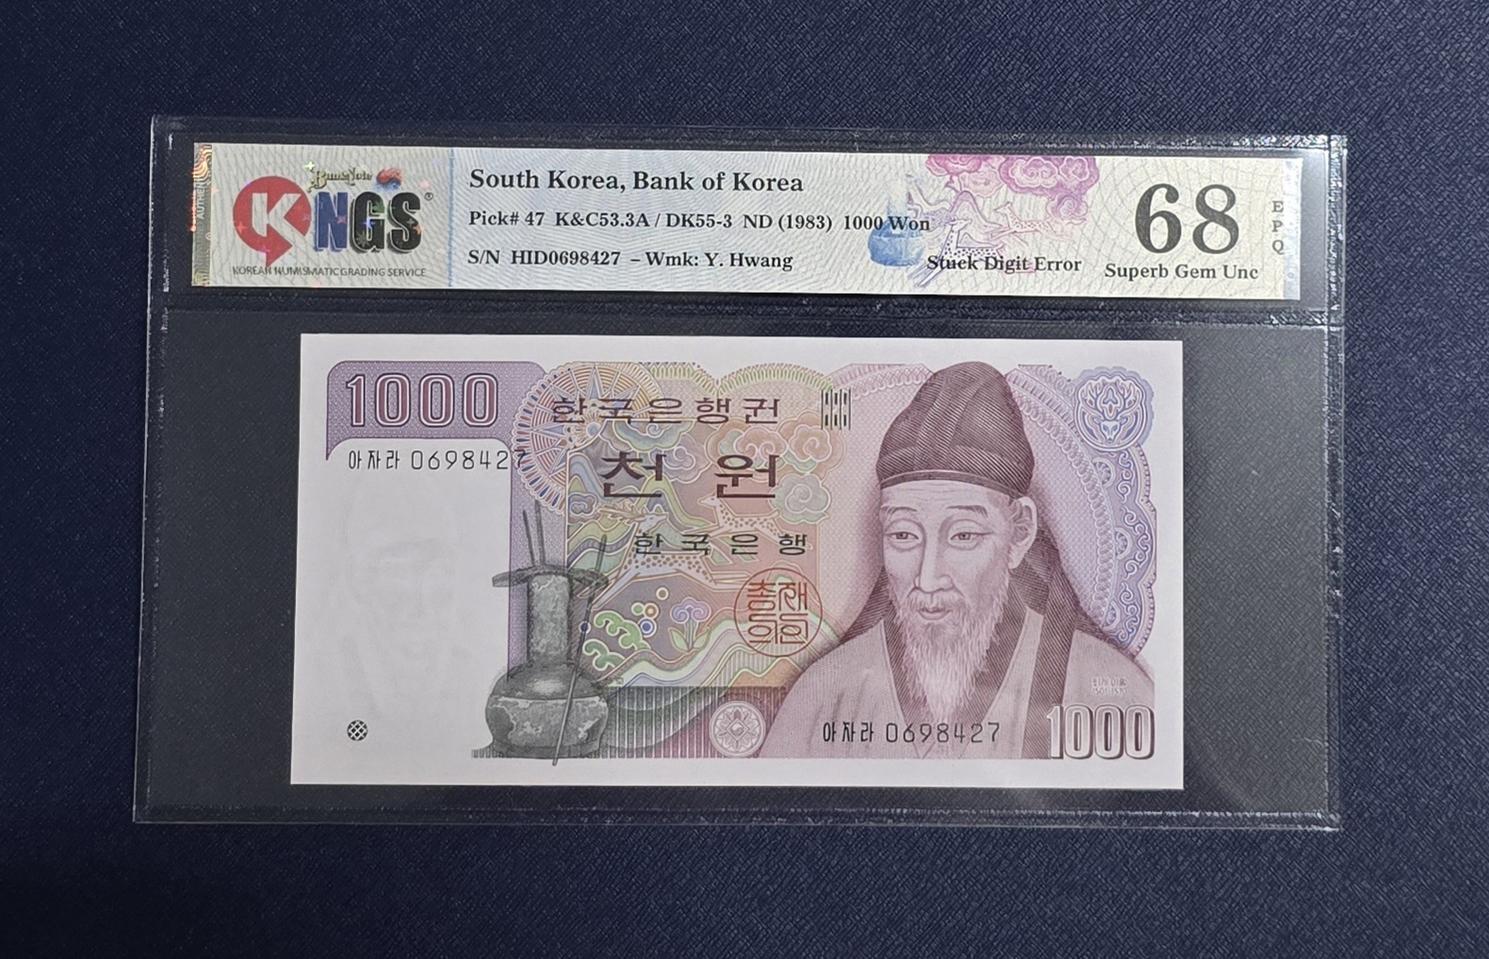 AUTHEN
BankNote
KNGS®
KOREAN NUMISMATIC GRADING SERVICE
South Korea, Bank of Korea
Pick# 47 K&C53.3A / DK55-3 ND (1983) 1000 Won
S/N HID0698427 – Wmk: Y. Hwang
Stuck Digit Error
68
Superb Gem Unc
EPQ
1000
한국은행권
아자라 0698427
천 원
한국은행
총재의인
아자라 0698427
1000